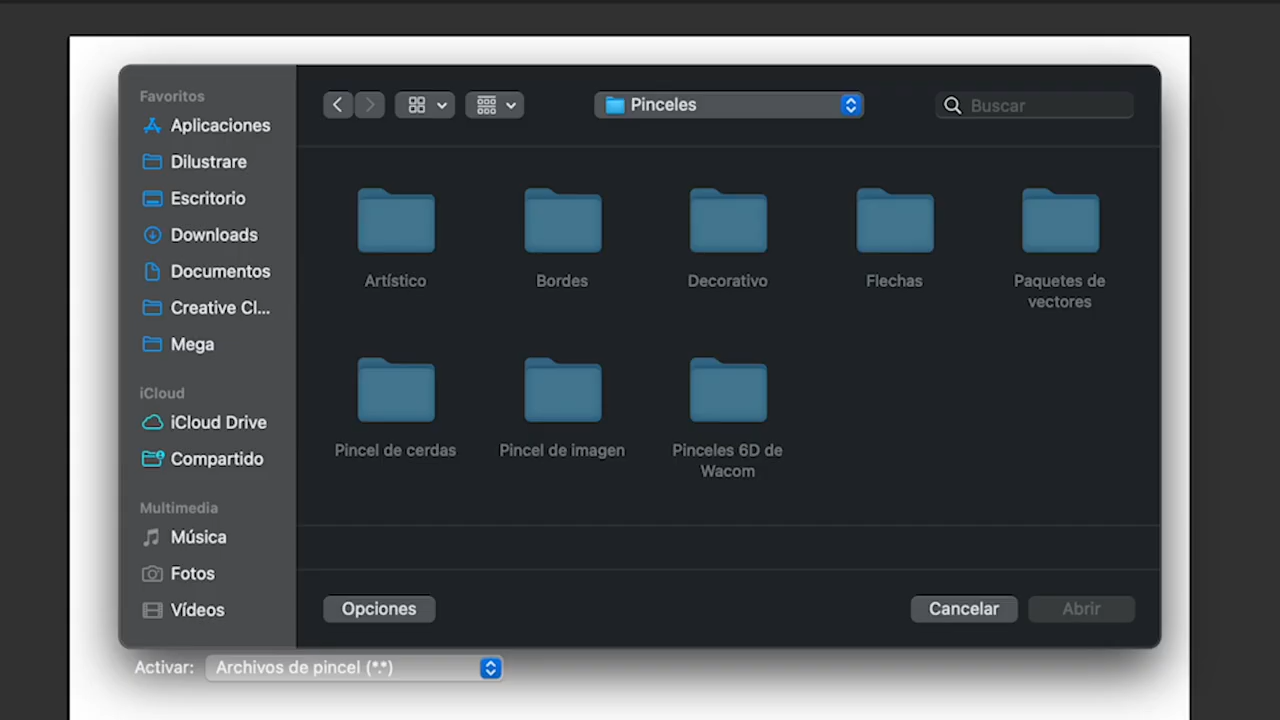 Favoritos
Aplicaciones
Dilustrare
Escritorio
Downloads
Documentos
Creative Cl...
Mega
iCloud
iCloud Drive
Compartido
Multimedia
Música
Fotos
Vídeos
Pinceles
Buscar
Artístico
Bordes
Decorativo
Flechas
Paquetes de
vectores
Pincel de cerdas
Pincel de imagen
Pinceles 6D de
Wacom
Opciones
Cancelar
Abrir
Activar: Archivos de pincel (*.*)